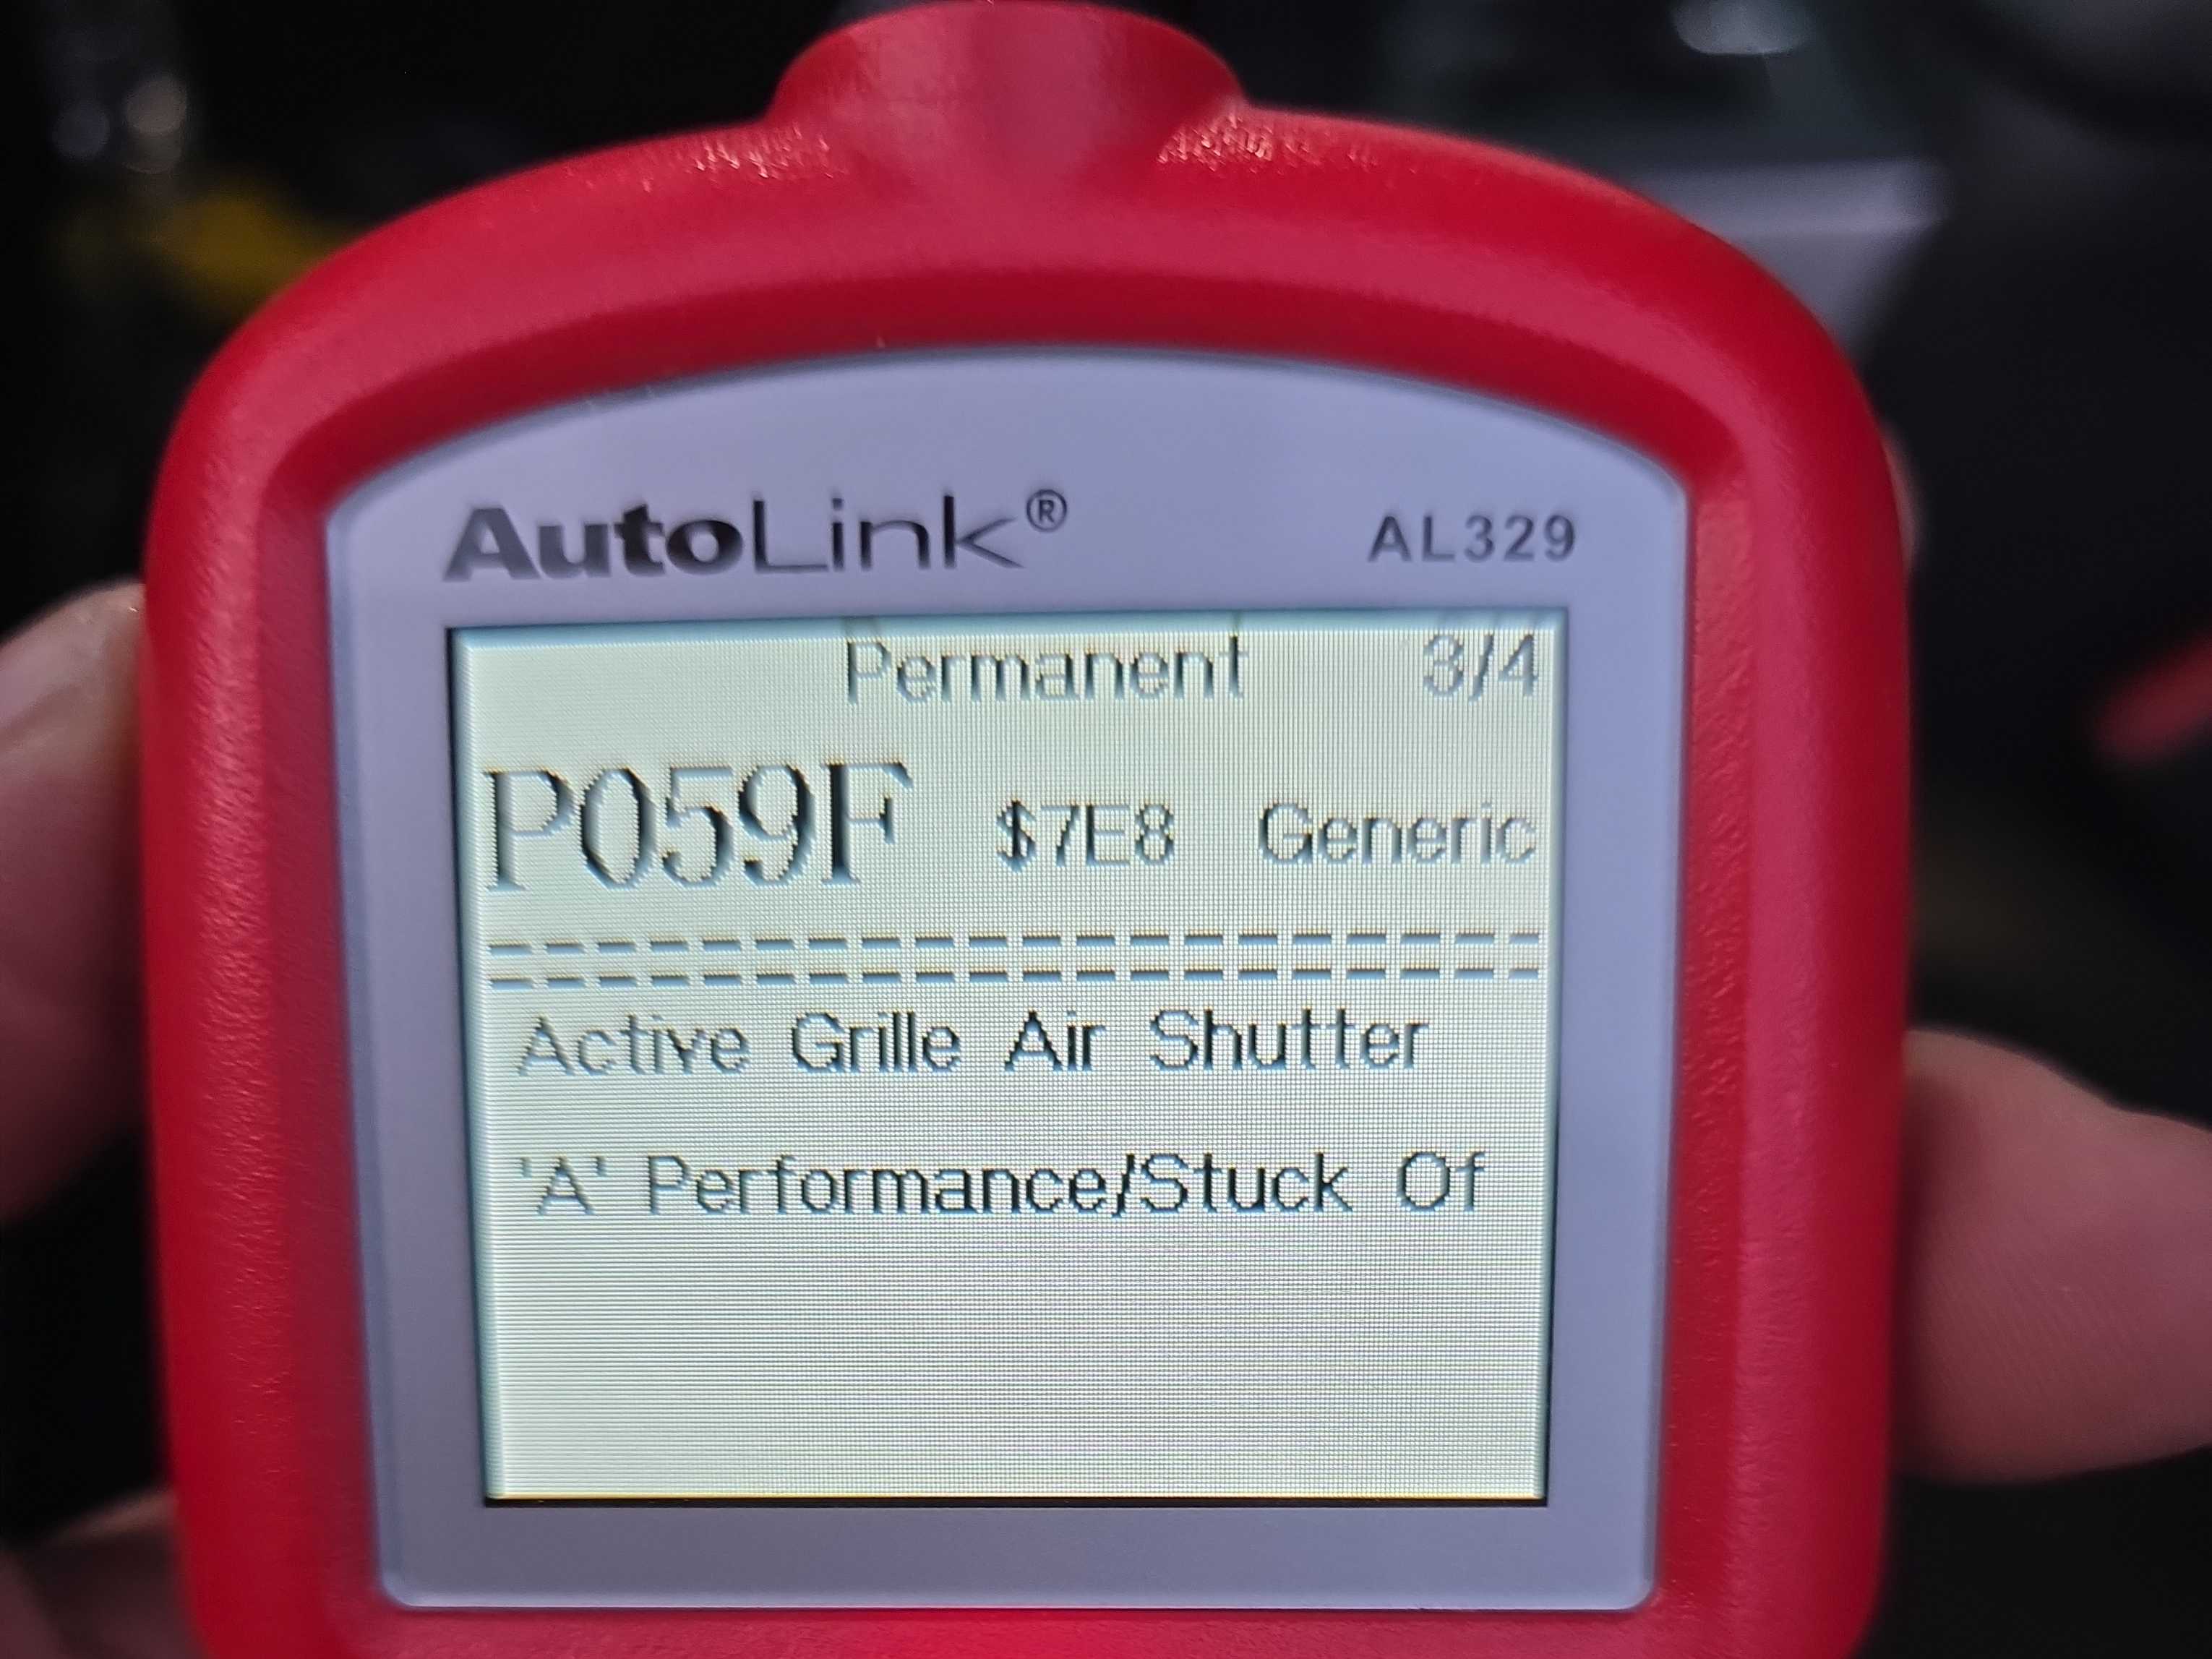 AutoLink® AL329
Permanent 3/4
P059F $7E8 Generic
====================
Active Grille Air Shutter
'A' Performance/Stuck Of